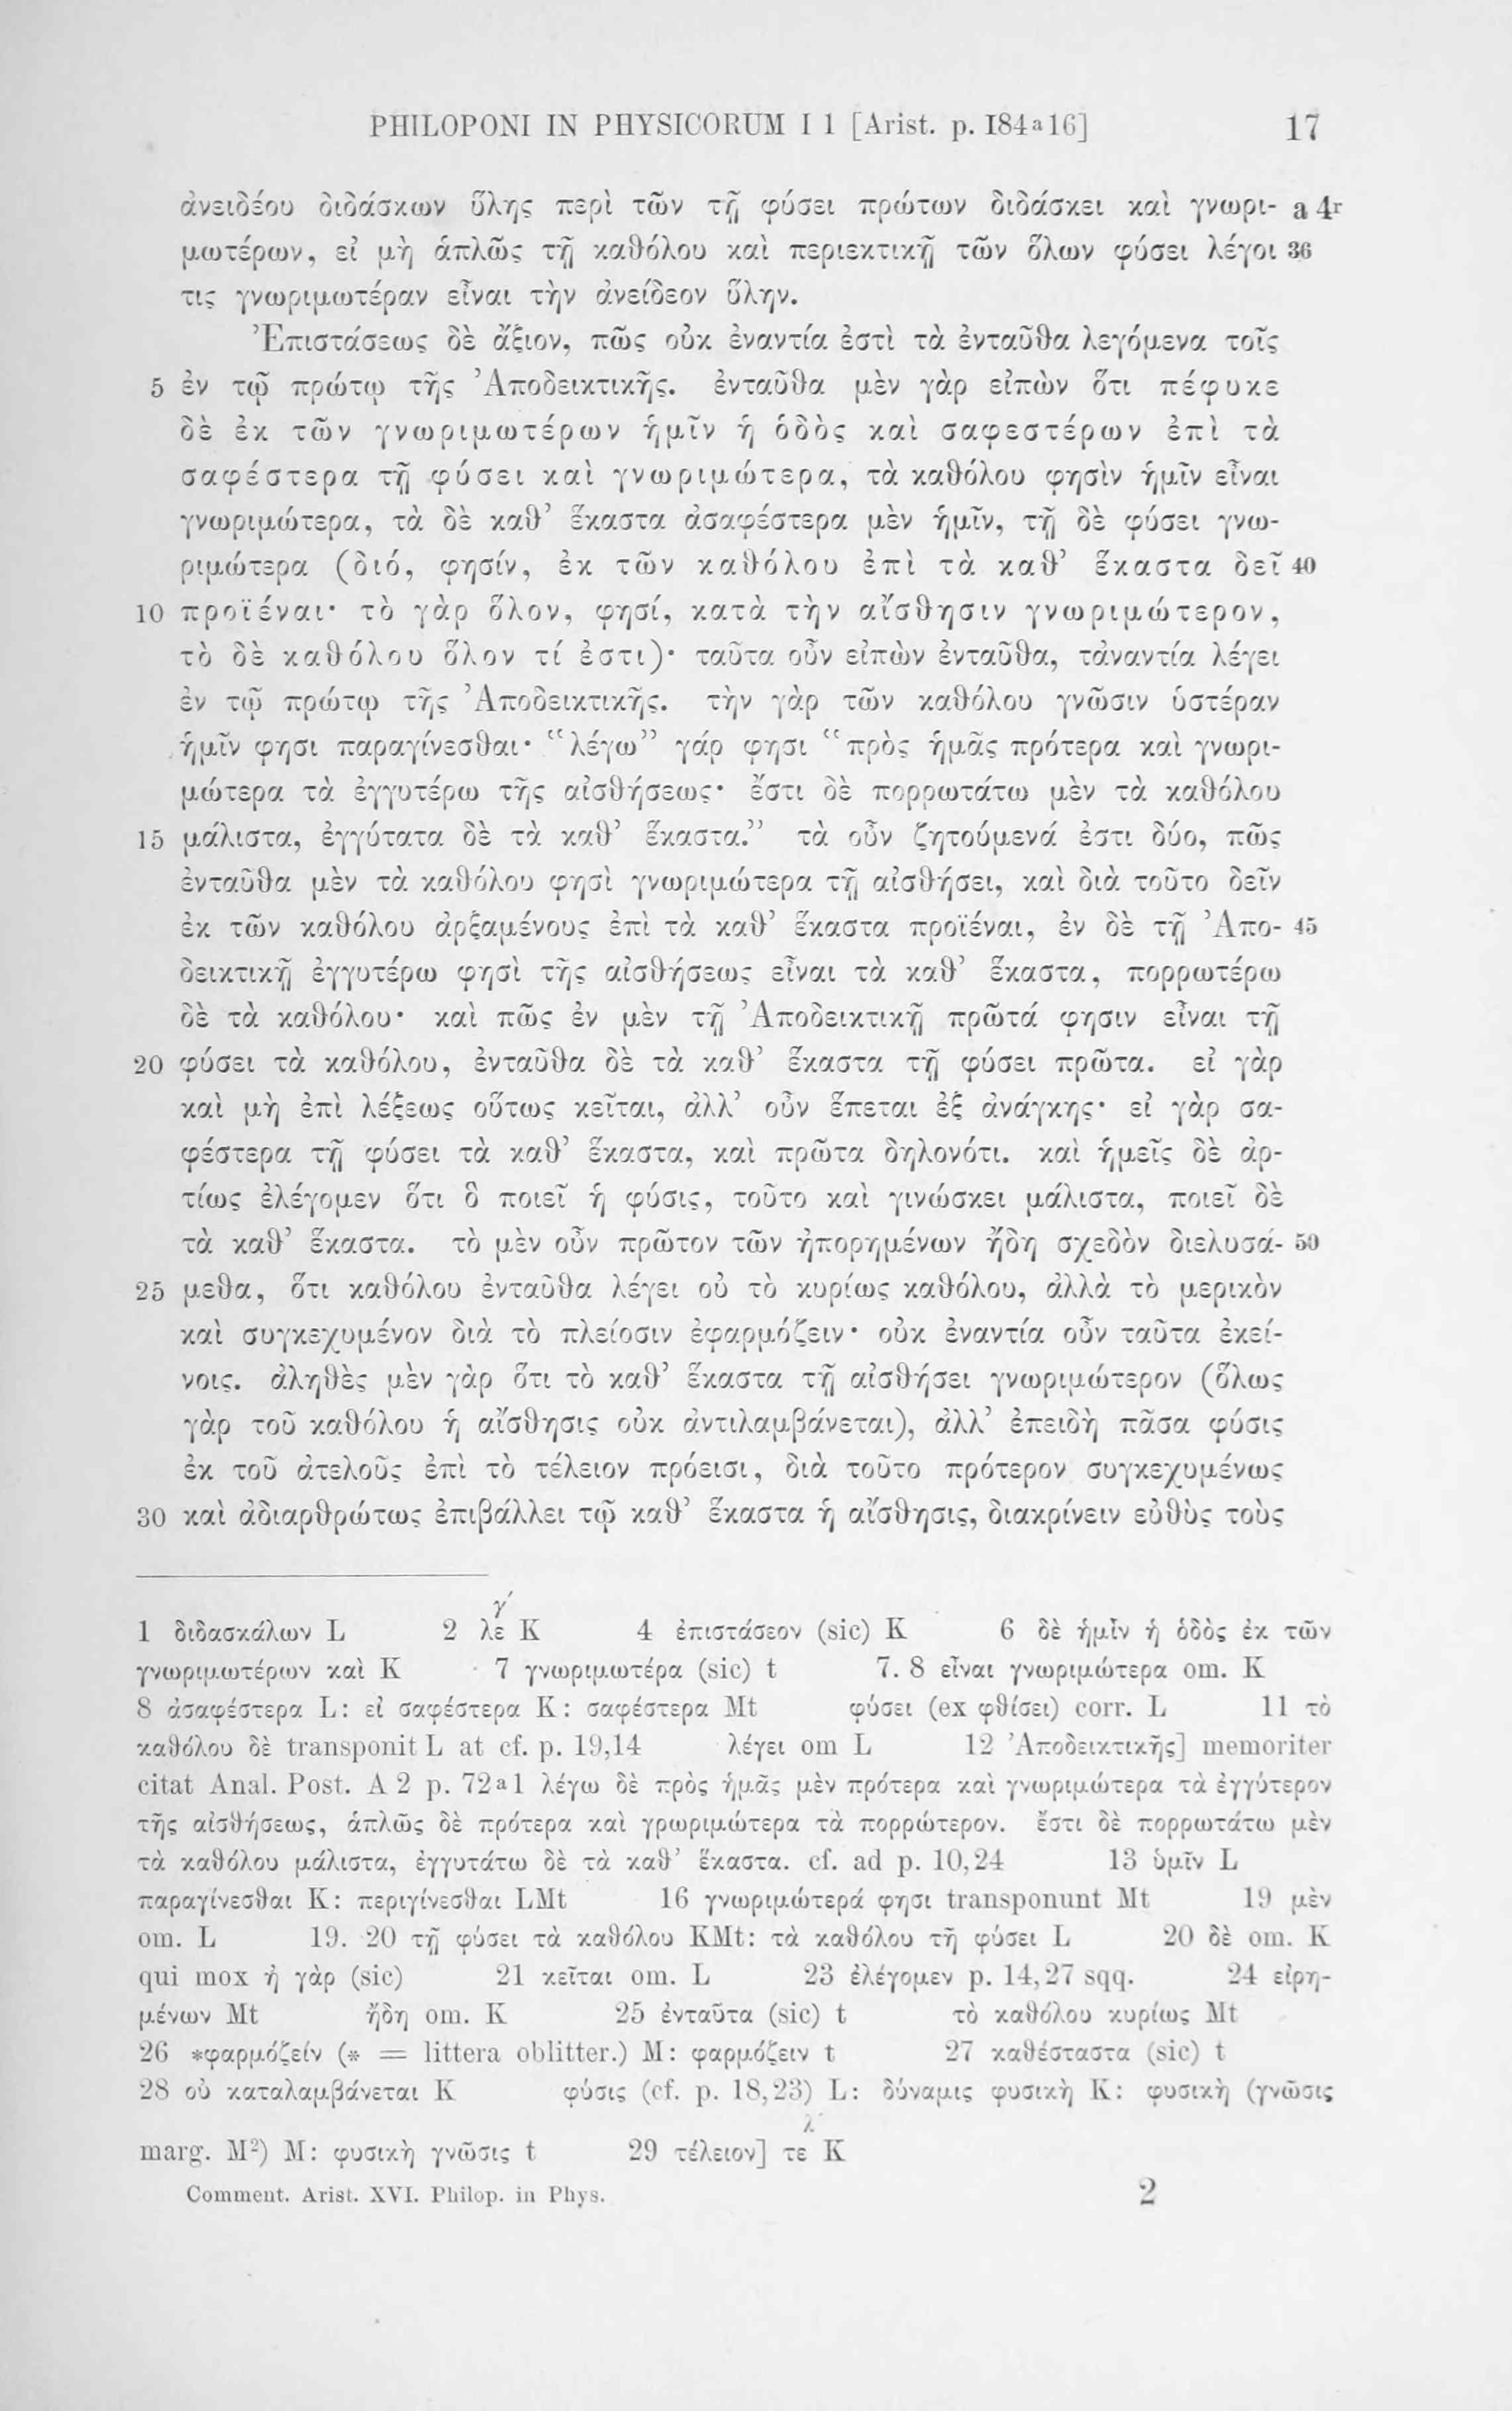 PHILOPONI IN PHYSICORUM I 1 [Arist. p. 184a16] 17
ἀνειδέου διδάσκων ὕλης περὶ τῶν τῇ φύσει πρώτων διδάσκει καὶ γνωρι- a 4r
μωτέρων, εἰ μὴ ἁπλῶς τῇ καθόλου καὶ περιεκτικῇ τῶν ὅλων φύσει λέγοι 36
τις γνωριμωτέραν εἶναι τὴν ἀνείδεον ὕλην.
Ἐπιστάσεως δὲ ἄξιον, πῶς οὐκ ἐναντία ἐστὶ τὰ ἐνταῦθα λεγόμενα τοῖς
5 ἐν τῷ πρώτῳ τῆς Ἀποδεικτικῆς. ἐνταῦθα μὲν γὰρ εἰπὼν ὅτι πέφυκε
δὲ ἐκ τῶν γνωριμωτέρων ἡμῖν ἡ ὁδὸς καὶ σαφεστέρων ἐπὶ τὰ
σαφέστερα τῇ φύσει καὶ γνωριμώτερα, τὰ καθόλου φησὶν ἡμῖν εἶναι
γνωριμώτερα, τὰ δὲ καθ’ ἕκαστα ἀσαφέστερα μὲν ἡμῖν, τῇ δὲ φύσει γνω-
ριμώτερα (διό, φησίν, ἐκ τῶν καθόλου ἐπὶ τὰ καθ’ ἕκαστα δεῖ 40
10 προϊέναι· τὸ γὰρ ὅλον, φησί, κατὰ τὴν αἴσθησιν γνωριμώτερον,
τὸ δὲ καθόλου ὅλον τί ἐστι)· ταῦτα οὖν εἰπὼν ἐνταῦθα, τἀναντία λέγει
ἐν τῷ πρώτῳ τῆς Ἀποδεικτικῆς. τὴν γὰρ τῶν καθόλου γνῶσιν ὑστέραν
ἡμῖν φησι παραγίνεσθαι· “λέγω” γάρ φησι “πρὸς ἡμᾶς πρότερα καὶ γνωρι-
μώτερα τὰ ἐγγυτέρω τῆς αἰσθήσεως· ἔστι δὲ πορρωτάτω μὲν τὰ καθόλου
15 μάλιστα, ἐγγύτατα δὲ τὰ καθ’ ἕκαστα.” τὰ οὖν ζητούμενά ἐστι δύο, πῶς
ἐνταῦθα μὲν τὰ καθόλου φησὶ γνωριμώτερα τῇ αἰσθήσει, καὶ διὰ τοῦτο δεῖν
ἐκ τῶν καθόλου ἀρξαμένους ἐπὶ τὰ καθ’ ἕκαστα προϊέναι, ἐν δὲ τῇ Ἀπο- 45
δεικτικῇ ἐγγυτέρω φησὶ τῆς αἰσθήσεως εἶναι τὰ καθ’ ἕκαστα, πορρωτέρω
δὲ τὰ καθόλου· καὶ πῶς ἐν μὲν τῇ Ἀποδεικτικῇ πρῶτά φησιν εἶναι τῇ
20 φύσει τὰ καθόλου, ἐνταῦθα δὲ τὰ καθ’ ἕκαστα τῇ φύσει πρῶτα. εἰ γὰρ
καὶ μὴ ἐπὶ λέξεως οὕτως κεῖται, ἀλλ’ οὖν ἕπεται ἐξ ἀνάγκης· εἰ γὰρ σα-
φέστερα τῇ φύσει τὰ καθ’ ἕκαστα, καὶ πρῶτα δηλονότι. καὶ ἡμεῖς δὲ ἀρ-
τίως ἐλέγομεν ὅτι ὃ ποιεῖ ἡ φύσις, τοῦτο καὶ γινώσκει μάλιστα, ποιεῖ δὲ
τὰ καθ’ ἕκαστα. τὸ μὲν οὖν πρῶτον τῶν ἠπορημένων ἤδη σχεδὸν διελυσά- 50
25 μεθα, ὅτι καθόλου ἐνταῦθα λέγει οὐ τὸ κυρίως καθόλου, ἀλλὰ τὸ μερικὸν
καὶ συγκεχυμένον διὰ τὸ πλείοσιν ἐφαρμόζειν· οὐκ ἐναντία οὖν ταῦτα ἐκεί-
νοις. ἀληθὲς μὲν γὰρ ὅτι τὸ καθ’ ἕκαστα τῇ αἰσθήσει γνωριμώτερον (ὅλως
γὰρ τοῦ καθόλου ἡ αἴσθησις οὐκ ἀντιλαμβάνεται), ἀλλ’ ἐπειδὴ πᾶσα φύσις
ἐκ τοῦ ἀτελοῦς ἐπὶ τὸ τέλειον πρόεισι, διὰ τοῦτο πρότερον συγκεχυμένως
30 καὶ ἀδιαρθρώτως ἐπιβάλλει τῷ καθ’ ἕκαστα ἡ αἴσθησις, διακρίνειν εὐθὺς τοὺς
1 διδασκάλων L 2 λεγ´ K 4 ἐπιστάσεον (sic) K 6 δὲ ἡμῖν ἡ ὁδὸς ἐκ τῶν
γνωριμωτέρων καὶ K 7 γνωριμωτέρα (sic) t 7. 8 εἶναι γνωριμώτερα om. K
8 ἀσαφέστερα L: εἰ σαφέστερα K: σαφέστερα Mt φύσει (ex φθίσει) corr. L 11 τὸ
καθόλου δὲ transponit L at cf. p. 19,14 λέγει om L 12 Ἀποδεικτικῆς] memoriter
citat Anal. Post. A 2 p. 72a1 λέγω δὲ πρὸς ἡμᾶς μὲν πρότερα καὶ γνωριμώτερα τὰ ἐγγύτερον
τῆς αἰσθήσεως, ἁπλῶς δὲ πρότερα καὶ γρωριμώτερα τὰ πορρώτερον. ἔστι δὲ πορρωτάτω μὲν
τὰ καθόλου μάλιστα, ἐγγυτάτω δὲ τὰ καθ’ ἕκαστα. cf. ad p. 10,24 13 ὑμῖν L
παραγίνεσθαι K: περιγίνεσθαι LMt 16 γνωριμώτερά φησι transponunt Mt 19 μὲν
om. L 19. 20 τῇ φύσει τὰ καθόλου KMt: τὰ καθόλου τῇ φύσει L 20 δὲ om. K
qui mox ἡ γὰρ (sic) 21 κεῖται om. L 23 ἐλέγομεν p. 14,27 sqq. 24 εἰρη-
μένων Mt ἤδη om. K 25 ἐνταῦτα (sic) t τὸ καθόλου κυρίως Mt
26 *φαρμόζείν (* = littera oblitter.) M: φαρμόζειν t 27 καθέσταστα (sic) t
28 οὐ καταλαμβάνεται K φύσις (cf. p. 18,23) L: δύναμις φυσικὴ K: φυσικὴ (γνῶσις
marg. M²) M: φυσικὴ γνῶσις t 29 τέλειον] τελ K
Comment. Arist. XVI. Philop. in Phys. 2